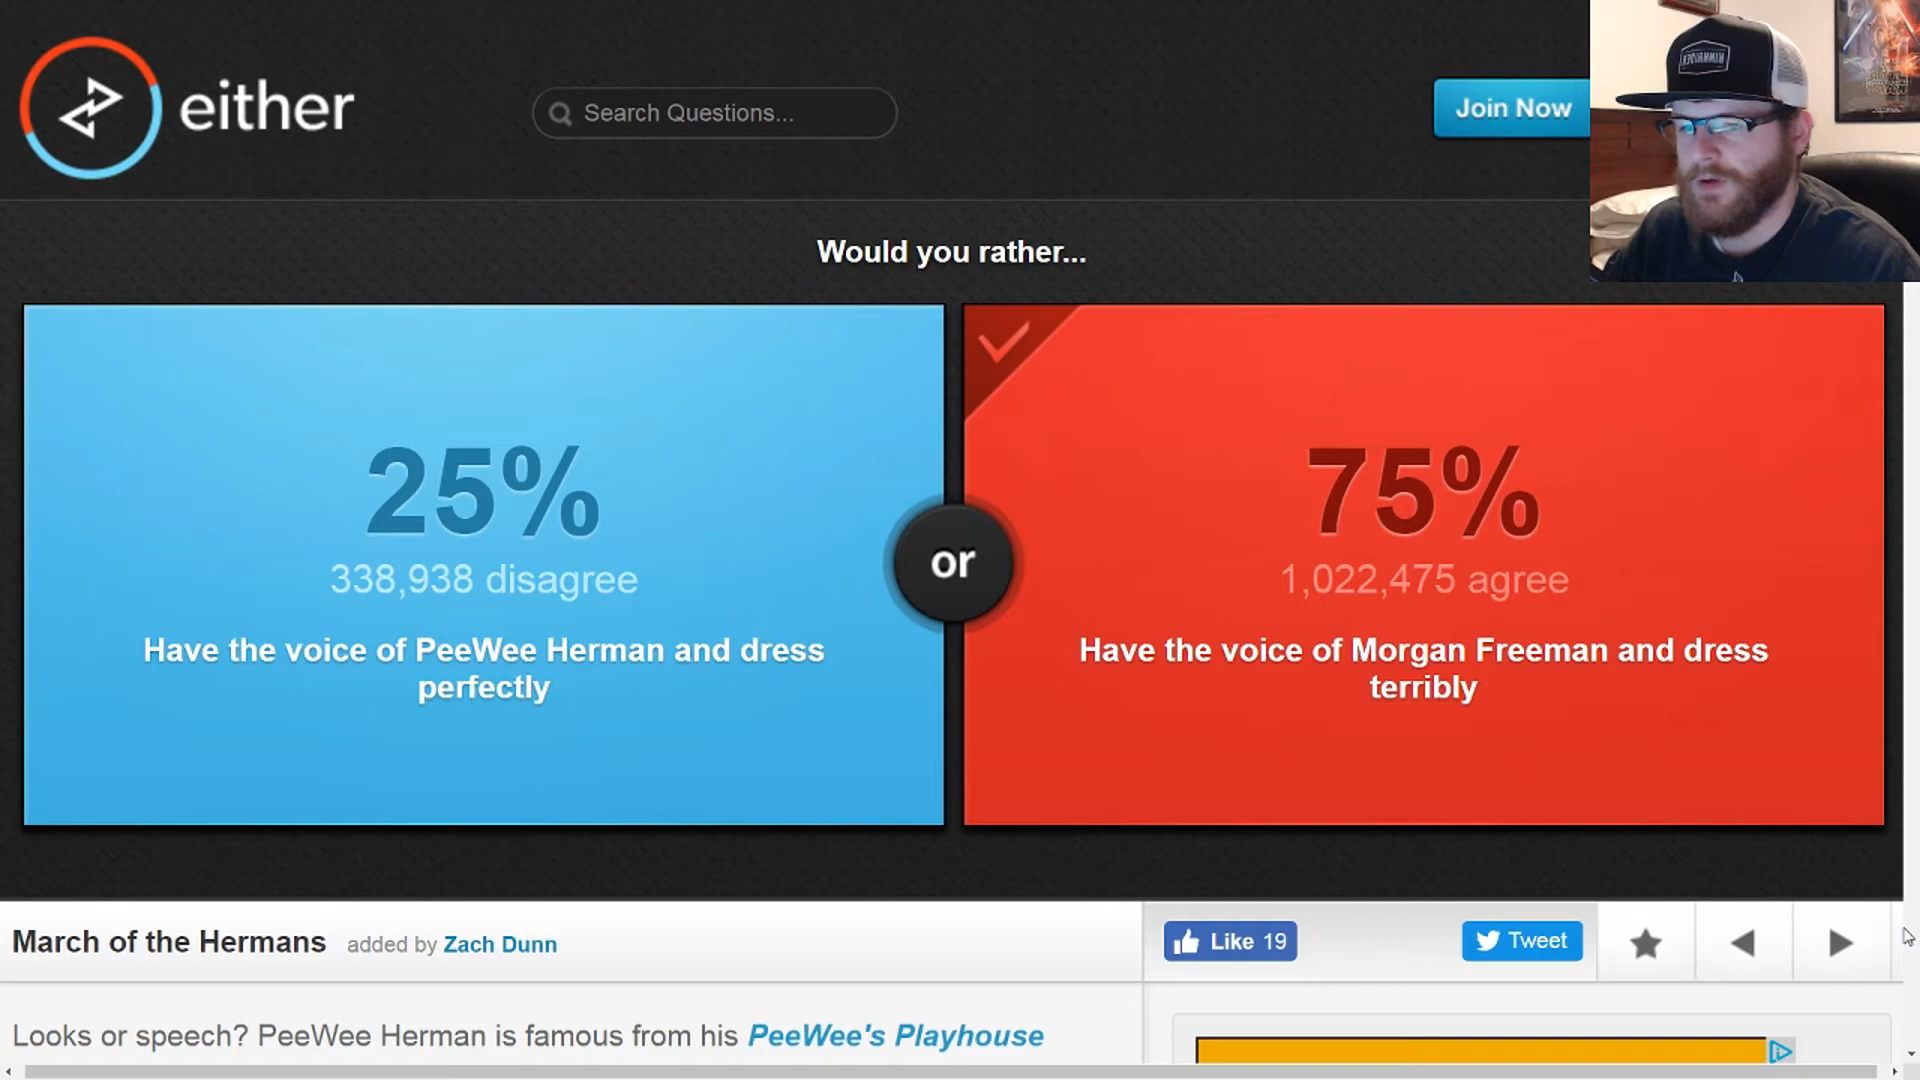 either
Search Questions...
Join Now
Would you rather...
25%
338,938 disagree
Have the voice of PeeWee Herman and dress
perfectly
or
75%
1,022,475 agree
Have the voice of Morgan Freeman and dress
terribly
March of the Hermans added by Zach Dunn
Like 19
Tweet
Looks or speech? PeeWee Herman is famous from his PeeWee's Playhouse